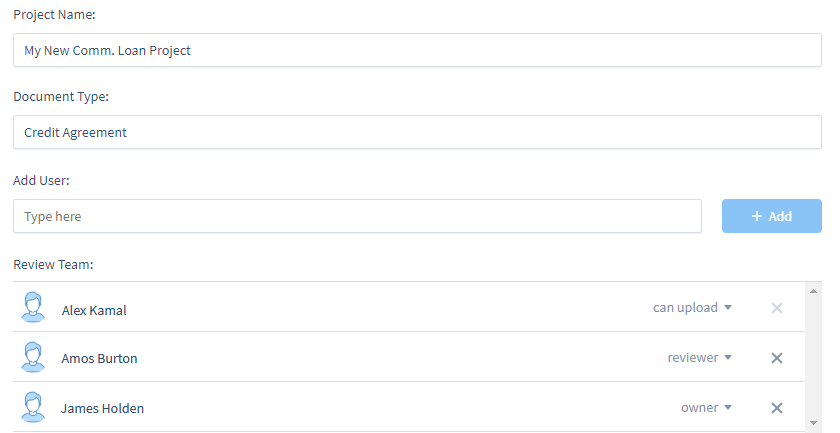 Project Name:
My New Comm. Loan Project
Document Type:
Credit Agreement
Add User:
Type here
+ Add
Review Team:
Alex Kamal can upload
Amos Burton reviewer
James Holden owner